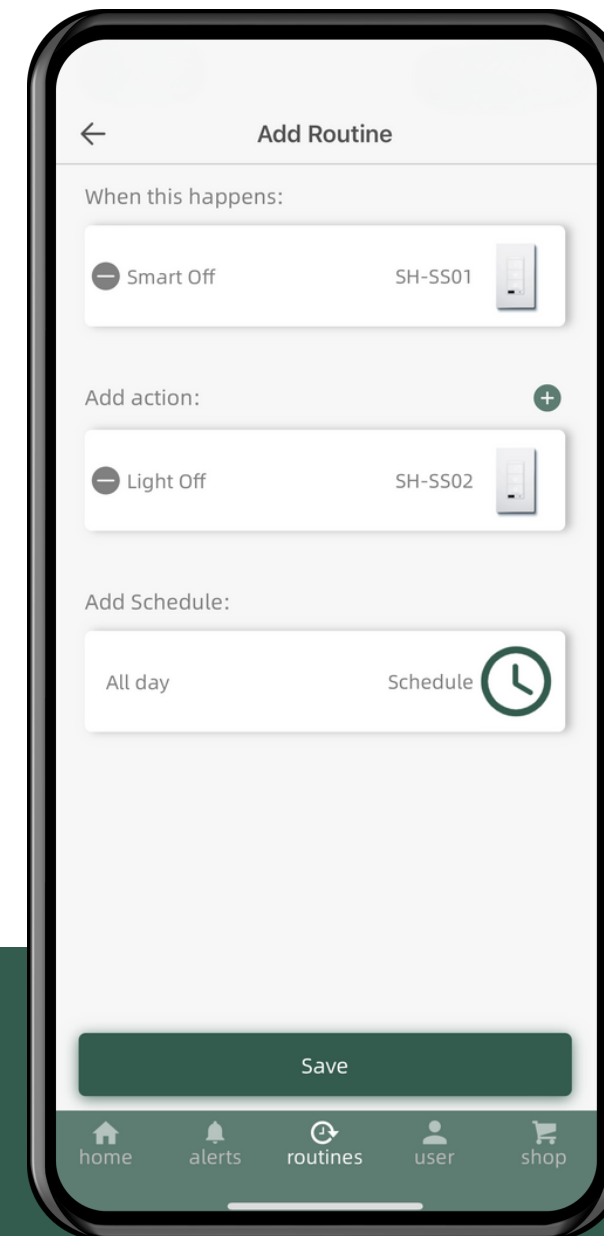 Add Routine
When this happens:
Smart Off SH-SS01
Add action:
Light Off SH-SS02
Add Schedule:
All day Schedule
Save
home alerts routines user shop